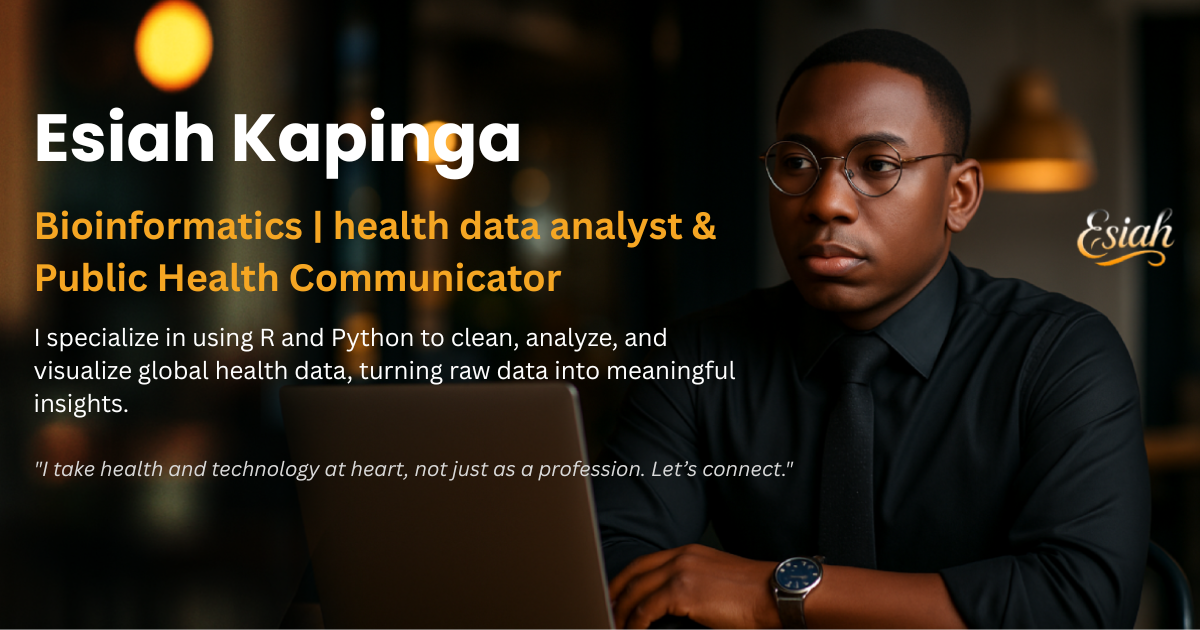 Esiah Kapinga
Bioinformatics | health data analyst &
Public Health Communicator
I specialize in using R and Python to clean, analyze, and
visualize global health data, turning raw data into meaningful
insights.
"I take health and technology at heart, not just as a profession. Let’s connect."
Esiah